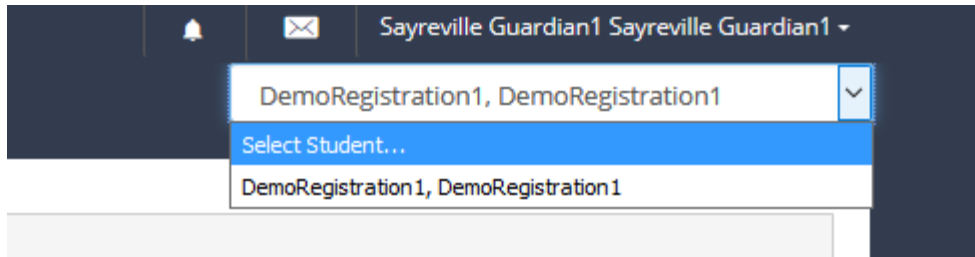 Sayreville Guardian1 Sayreville Guardian1
DemoRegistration1, DemoRegistration1
Select Student...
DemoRegistration1, DemoRegistration1